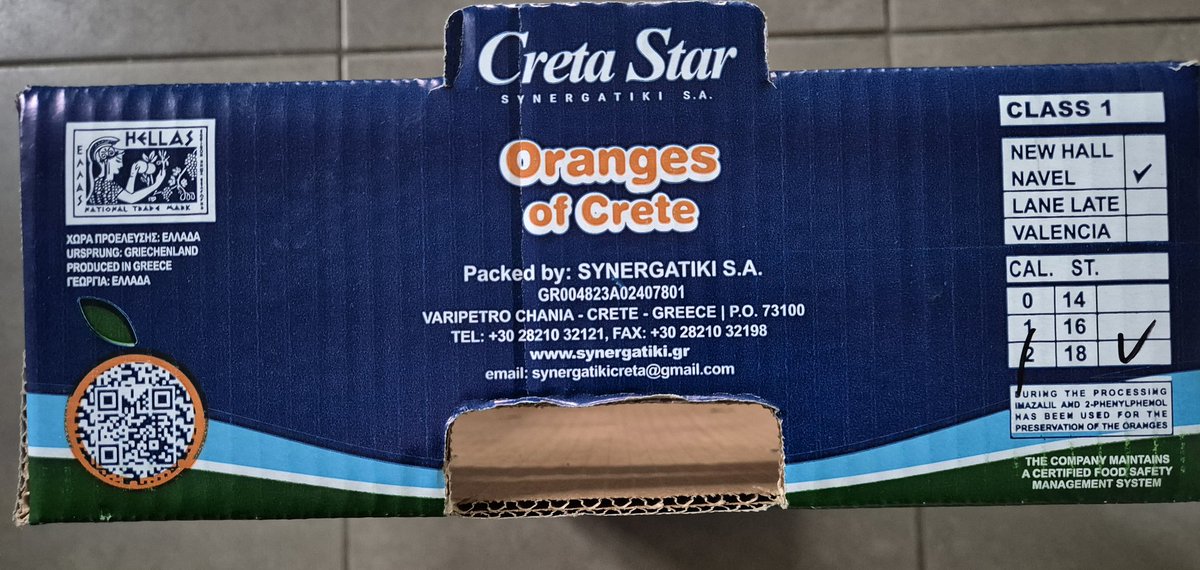 Creta Star
SYNERGATIKI S.A.
HELLAS
ΕΛΛΑΣ
NATIONAL TRADE MARK
ΧΩΡΑ ΠΡΟΕΛΕΥΣΗΣ: ΕΛΛΑΔΑ
URSPRUNG: GRIECHENLAND
PRODUCED IN GREECE
ΓΕΩΡΓΙΑ: ΕΛΛΑΔΑ
Oranges
of Crete
Packed by: SYNERGATIKI S.A.
GR004823A02407801
VARIPETRO CHANIA - CRETE - GREECE | P.O. 73100
TEL: +30 28210 32121, FAX: +30 28210 32198
www.synergatiki.gr
email: synergatikicreta@gmail.com
CLASS 1
NEW HALL
NAVEL ✓
LANE LATE
VALENCIA
CAL. ST.
0 14
1 16
2 18 ✓
DURING THE PROCESSING
IMAZALIL AND 2-PHENYLPHENOL
HAS BEEN USED FOR THE
PRESERVATION OF THE ORANGES
THE COMPANY MAINTAINS
A CERTIFIED FOOD SAFETY
MANAGEMENT SYSTEM